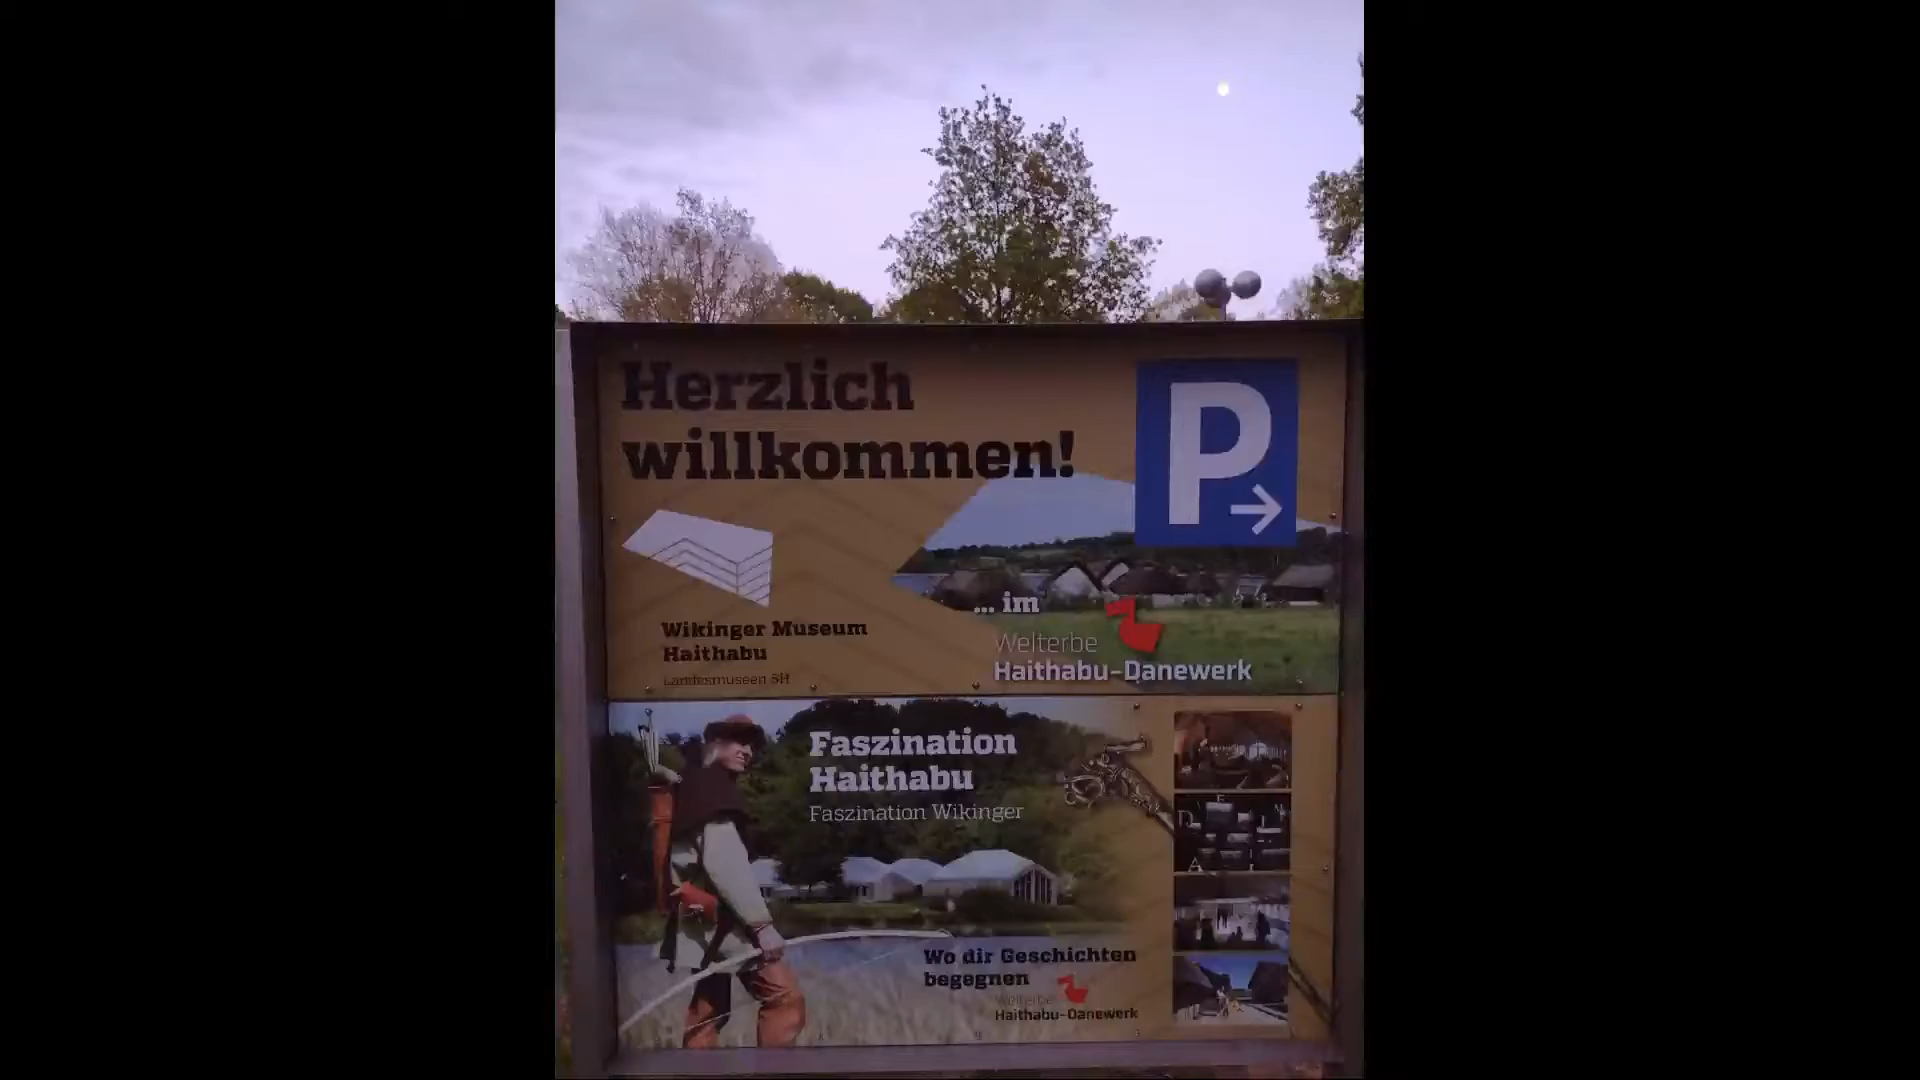 Herzlich
willkommen!
P
Wikinger Museum
Haithabu
Landesmuseen SH
... im
Welterbe
Haithabu-Danewerk
Faszination
Haithabu
Faszination Wikinger
Wo dir Geschichten
begegnen
Welterbe
Haithabu-Danewerk